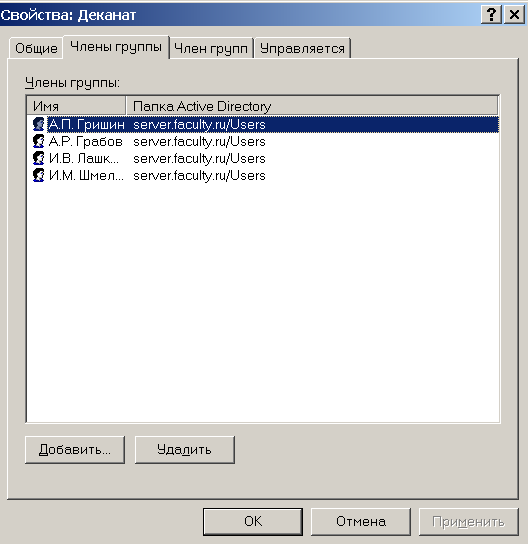 Свойства: Деканат
Общие Члены группы Член групп Управляется
Члены группы:
Имя Папка Active Directory
А.П. Гришин server.faculty.ru/Users
А.Р. Грабов server.faculty.ru/Users
И.В. Лашк... server.faculty.ru/Users
И.М. Шмел... server.faculty.ru/Users
Добавить... Удалить
ОК Отмена Применить